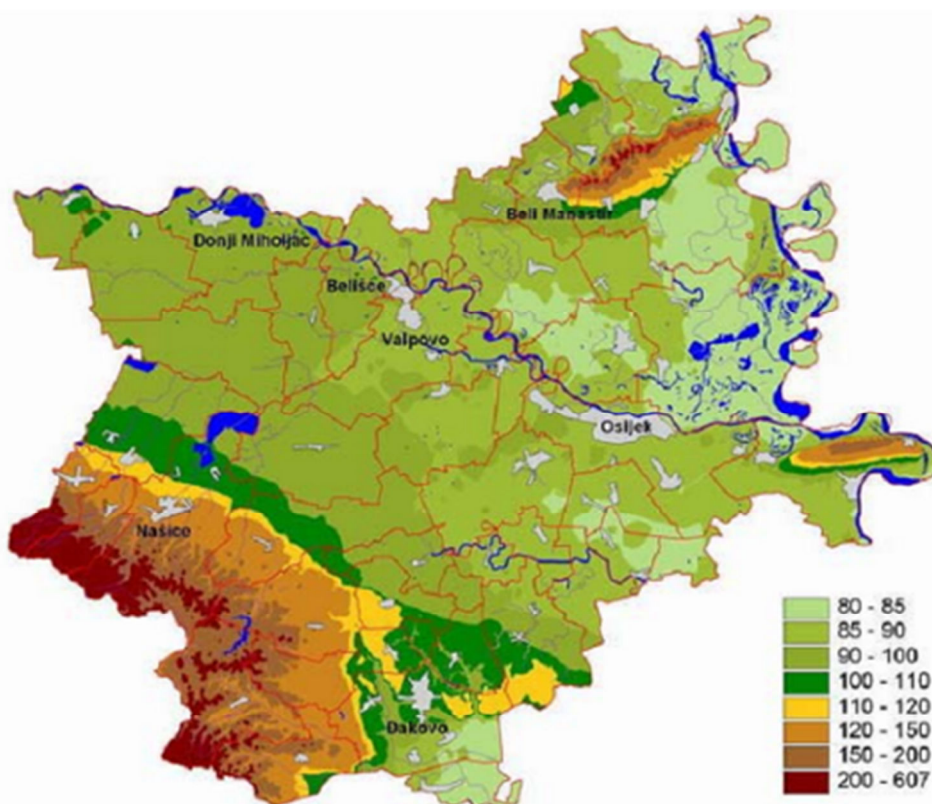 Beli Manastir
Donji Miholjac
Belišće
Valpovo
Osijek
Našice
Đakovo
80 - 85
85 - 90
90 - 100
100 - 110
110 - 120
120 - 150
150 - 200
200 - 607